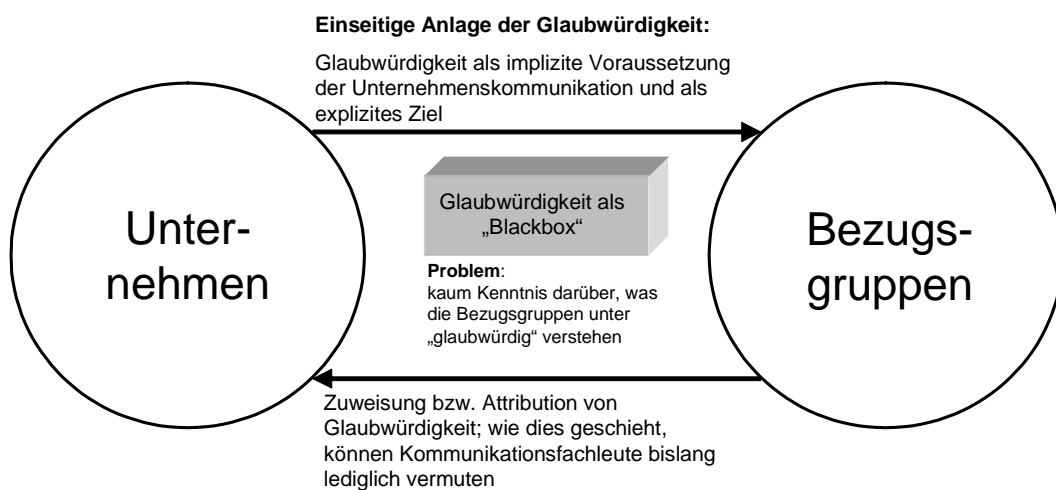 Einseitige Anlage der Glaubwürdigkeit:
Glaubwürdigkeit als implizite Voraussetzung
der Unternehmenskommunikation und als
explizites Ziel
Unter-
nehmen
Glaubwürdigkeit als
„Blackbox“
Problem:
kaum Kenntnis darüber, was
die Bezugsgruppen unter
„glaubwürdig“ verstehen
Bezugs-
gruppen
Zuweisung bzw. Attribution von
Glaubwürdigkeit; wie dies geschieht,
können Kommunikationsfachleute bislang
lediglich vermuten